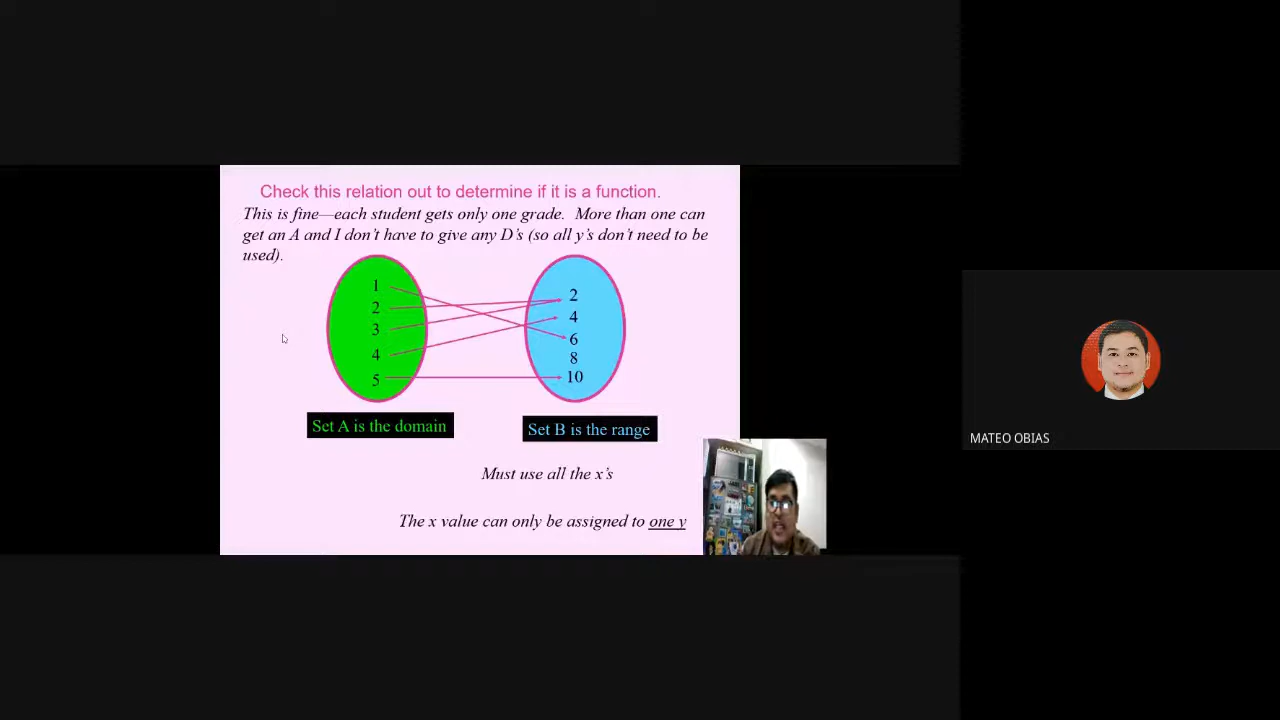 Check this relation out to determine if it is a function.
This is fine—each student gets only one grade. More than one can
get an A and I don't have to give any D's (so all y's don't need to be
used).
1
2
3
4
5
2
4
6
8
10
Set A is the domain
Set B is the range
Must use all the x's
The x value can only be assigned to one y
MATEO OBIAS